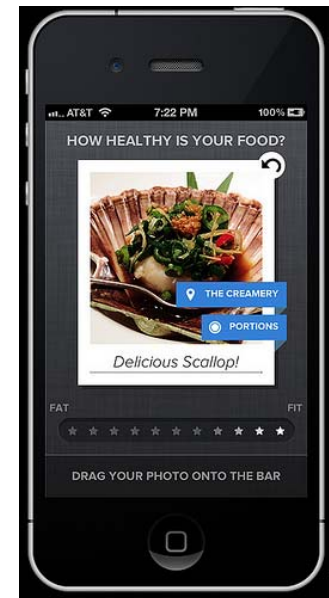 AT&T 7:22 PM 100%
HOW HEALTHY IS YOUR FOOD?
THE CREAMERY
PORTIONS
Delicious Scallop!
FAT FIT
DRAG YOUR PHOTO ONTO THE BAR